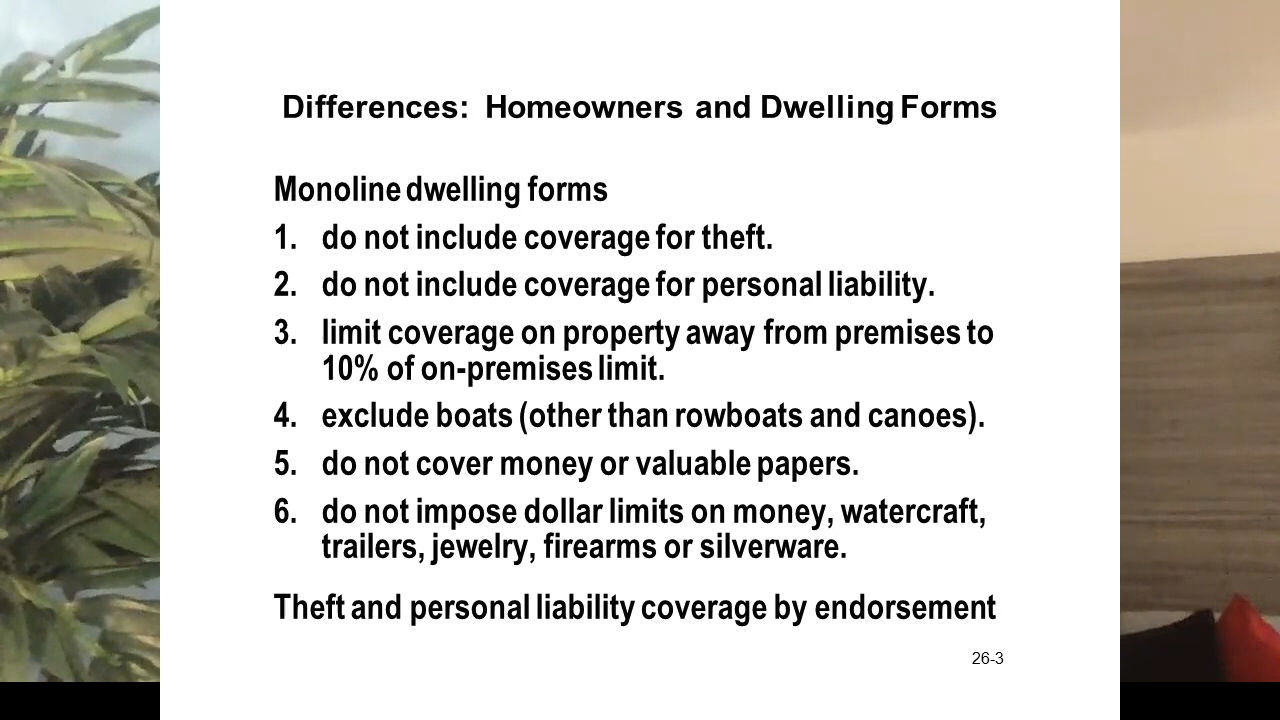 Differences: Homeowners and Dwelling Forms
Monoline dwelling forms
1. do not include coverage for theft.
2. do not include coverage for personal liability.
3. limit coverage on property away from premises to
10% of on-premises limit.
4. exclude boats (other than rowboats and canoes).
5. do not cover money or valuable papers.
6. do not impose dollar limits on money, watercraft,
trailers, jewelry, firearms or silverware.
Theft and personal liability coverage by endorsement
26-3